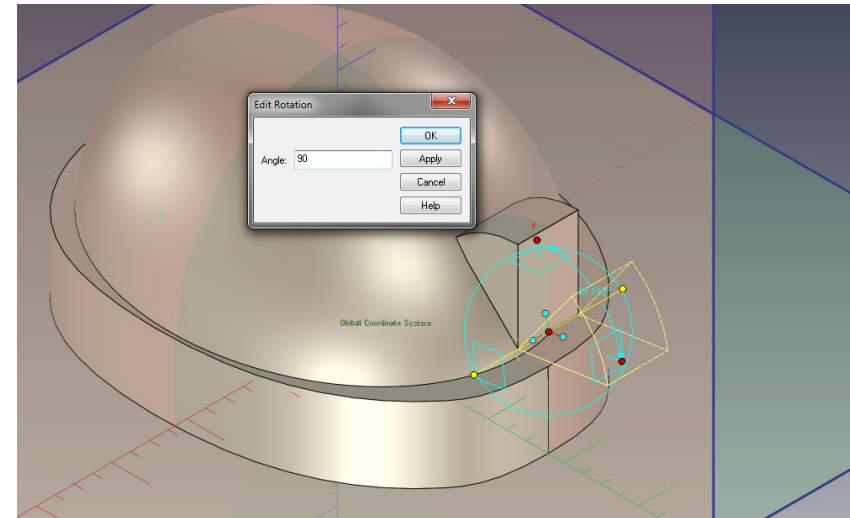 Edit Rotation
OK
Angle: 90
Apply
Cancel
Help
Global Coordinate System